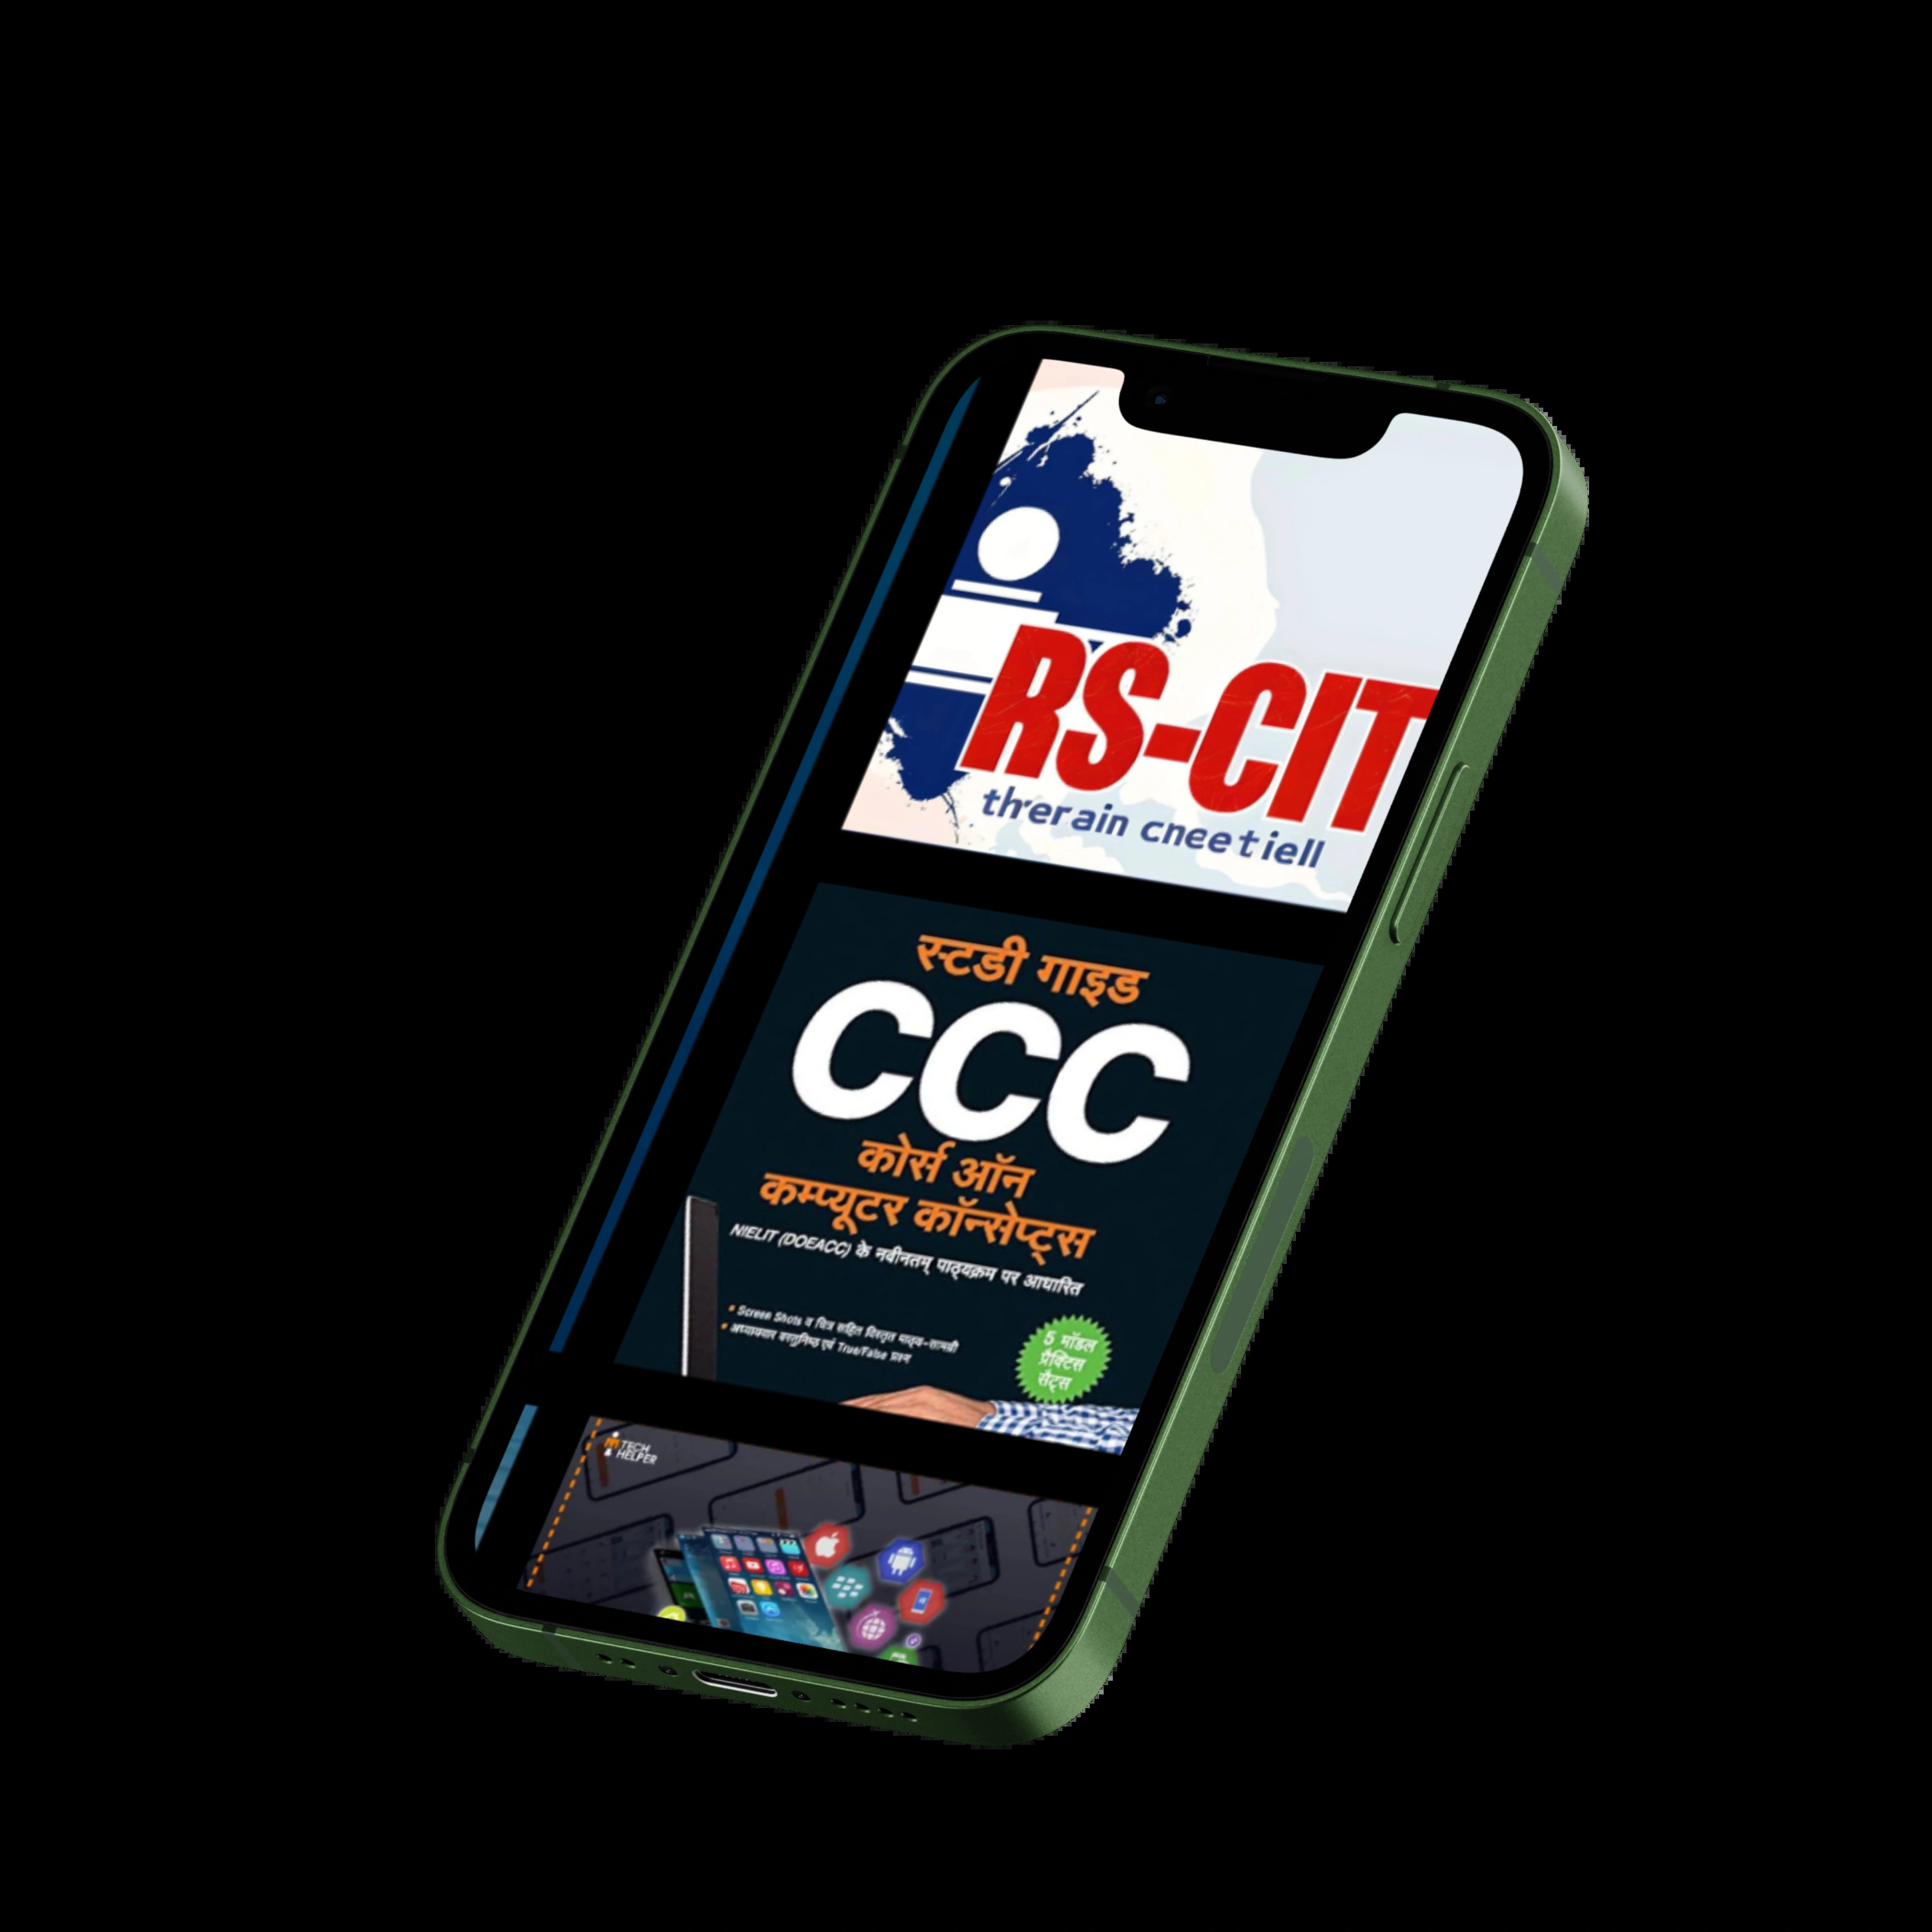 RS-CIT
therain cneetiell
स्टडी गाइड
CCC
कोर्स ऑन
कम्प्यूटर कॉन्सेप्ट्स
NIELIT (DOEACC) के नवीनतम् पाठ्यक्रम पर आधारित
Screen Shots व चित्र सहित विस्तृत पाठ्य-सामग्री
अध्यायवार वस्तुनिष्ठ एवं True/False प्रश्न
5 मॉडल
प्रैक्टिस
सैट्स
TECH
HELPER